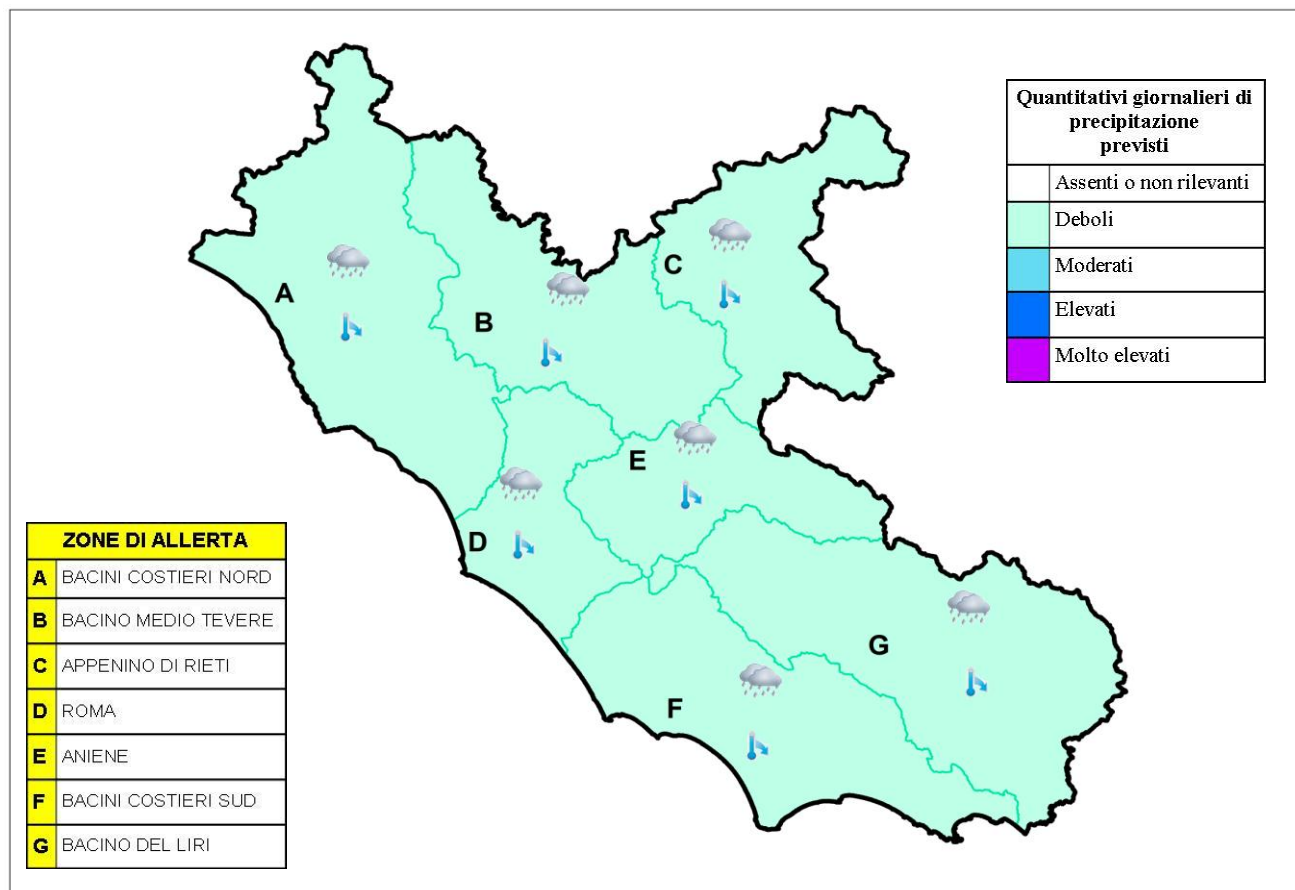 Quantitativi giornalieri di
precipitazione
previsti
Assenti o non rilevanti
Deboli
Moderati
Elevati
Molto elevati
A
B
C
D
E
F
G
ZONE DI ALLERTA
A BACINI COSTIERI NORD
B BACINO MEDIO TEVERE
C APPENINO DI RIETI
D ROMA
E ANIENE
F BACINI COSTIERI SUD
G BACINO DEL LIRI